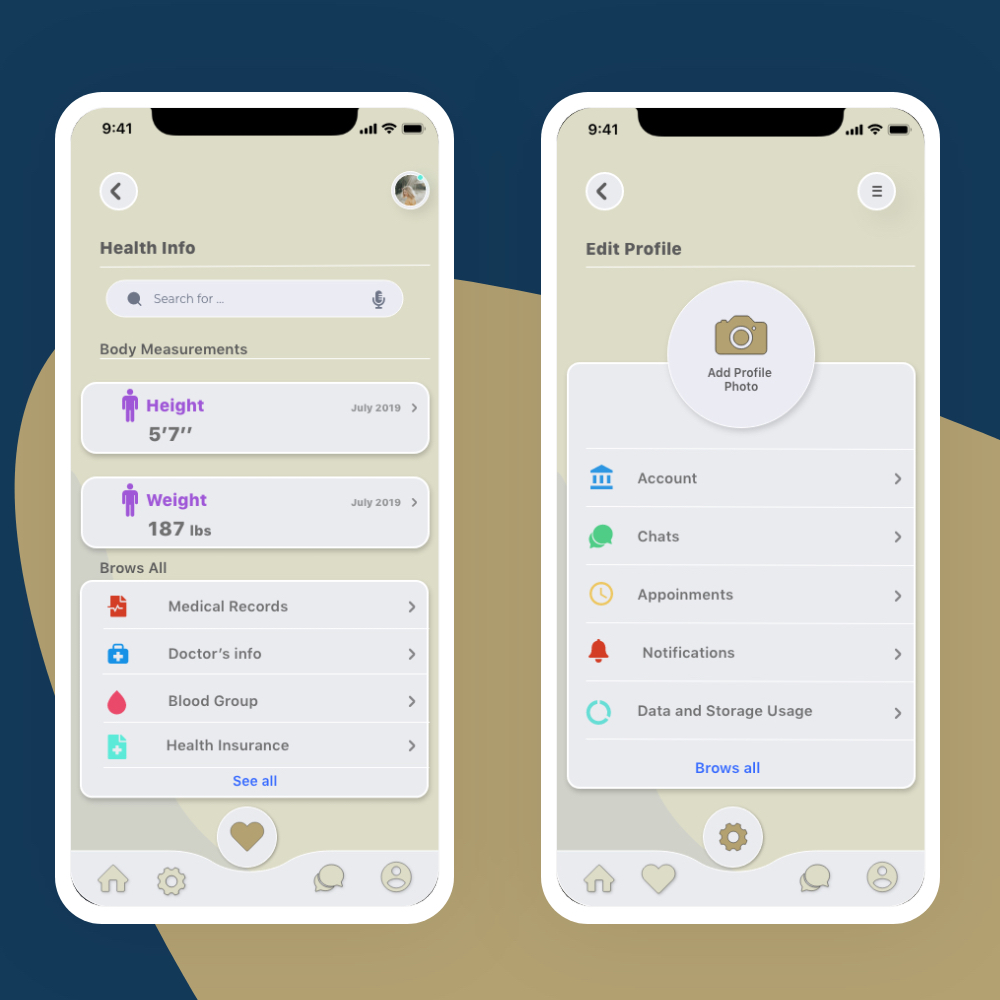 9:41
Health Info
Search for ...
Body Measurements
Height
July 2019
5’7’’
Weight
July 2019
187 lbs
Brows All
Medical Records
Doctor’s info
Blood Group
Health Insurance
See all
9:41
Edit Profile
Add Profile
Photo
Account
Chats
Appoinments
Notifications
Data and Storage Usage
Brows all